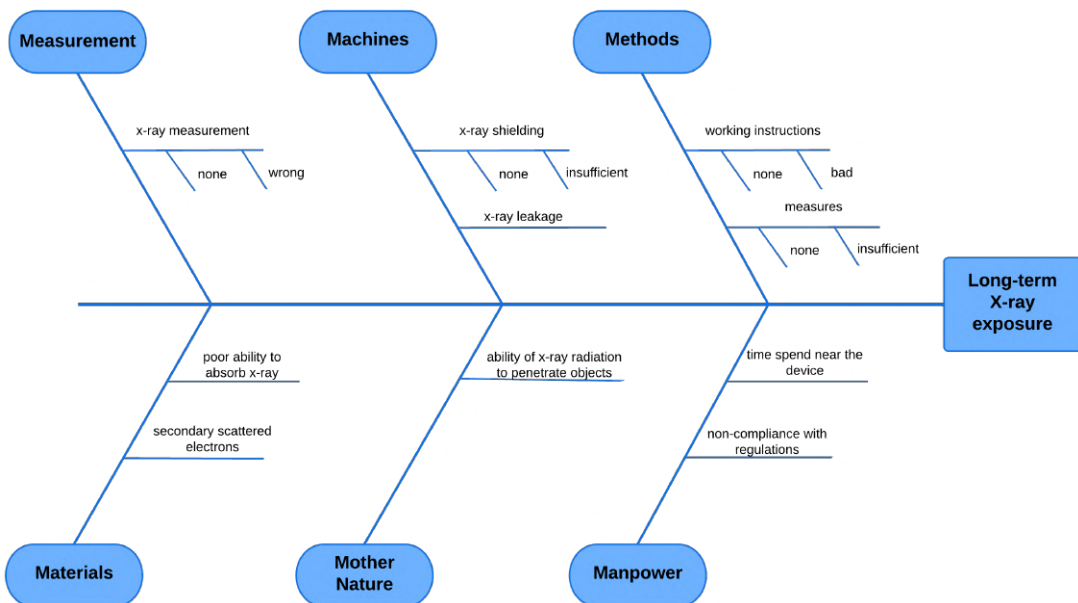 Measurement
Machines
Methods
x-ray measurement
none
wrong
x-ray shielding
none
insufficient
x-ray leakage
working instructions
none
bad
measures
none
insufficient
Long-term
X-ray
exposure
poor ability to
absorb x-ray
secondary scattered
electrons
ability of x-ray radiation
to penetrate objects
time spend near the
device
non-compliance with
regulations
Materials
Mother
Nature
Manpower